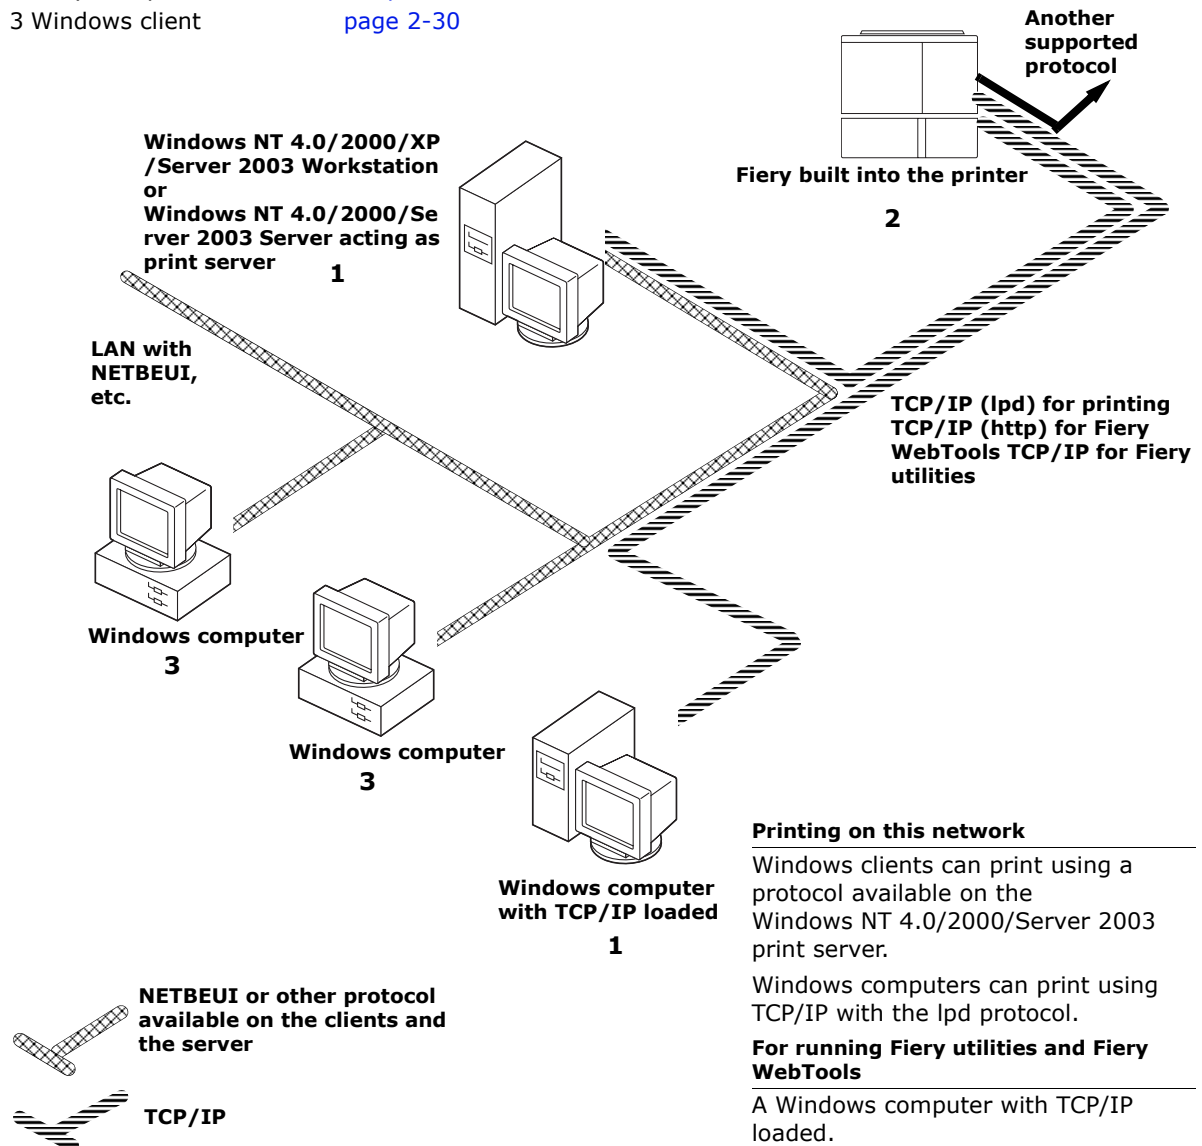 3 Windows client page 2-30
Another
supported
protocol
Windows NT 4.0/2000/XP
/Server 2003 Workstation
or
Windows NT 4.0/2000/Se
rver 2003 Server acting as
print server
1
Fiery built into the printer
2
LAN with
NETBEUI,
etc.
TCP/IP (lpd) for printing
TCP/IP (http) for Fiery
WebTools TCP/IP for Fiery
utilities
Windows computer
3
Windows computer
3
Windows computer
with TCP/IP loaded
1
Printing on this network
Windows clients can print using a
protocol available on the
Windows NT 4.0/2000/Server 2003
print server.
Windows computers can print using
TCP/IP with the lpd protocol.
For running Fiery utilities and Fiery
WebTools
A Windows computer with TCP/IP
loaded.
NETBEUI or other protocol
available on the clients and
the server
TCP/IP